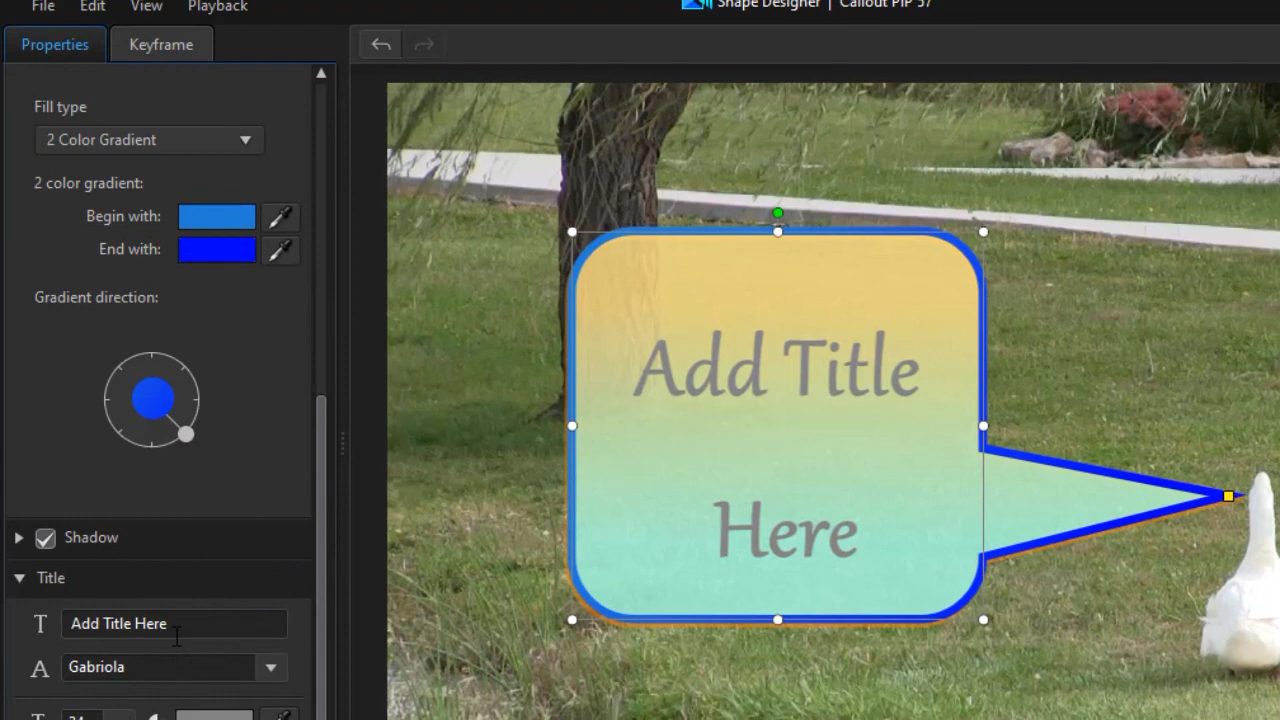 File Edit View Playback
Shape Designer | Callout PIP 57
Properties Keyframe
Fill type
2 Color Gradient
2 color gradient:
Begin with:
End with:
Gradient direction:
Shadow
Title
T Add Title Here
A Gabriola
Add Title
Here